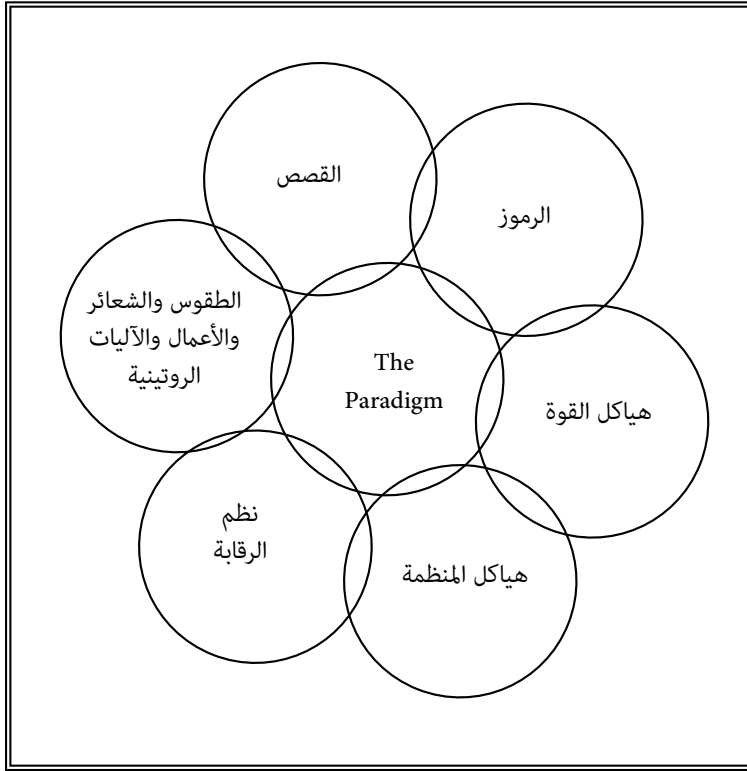 القصص
الرموز
الطقوس والشعائر
والأعمال والآليات
الروتينية
The
Paradigm
هياكل القوة
نظم
الرقابة
هياكل المنظمة